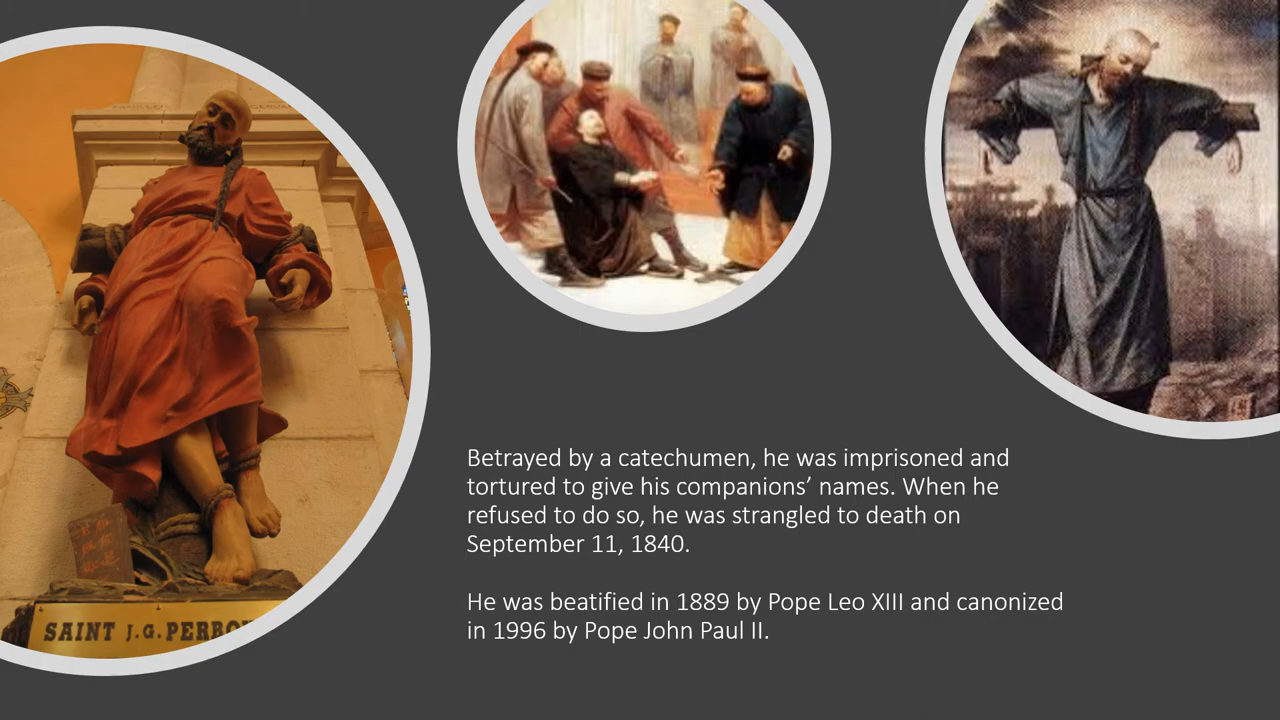 Betrayed by a catechumen, he was imprisoned and
tortured to give his companions’ names. When he
refused to do so, he was strangled to death on
September 11, 1840.
He was beatified in 1889 by Pope Leo XIII and canonized
in 1996 by Pope John Paul II.
SAINT J.G. PERBOY